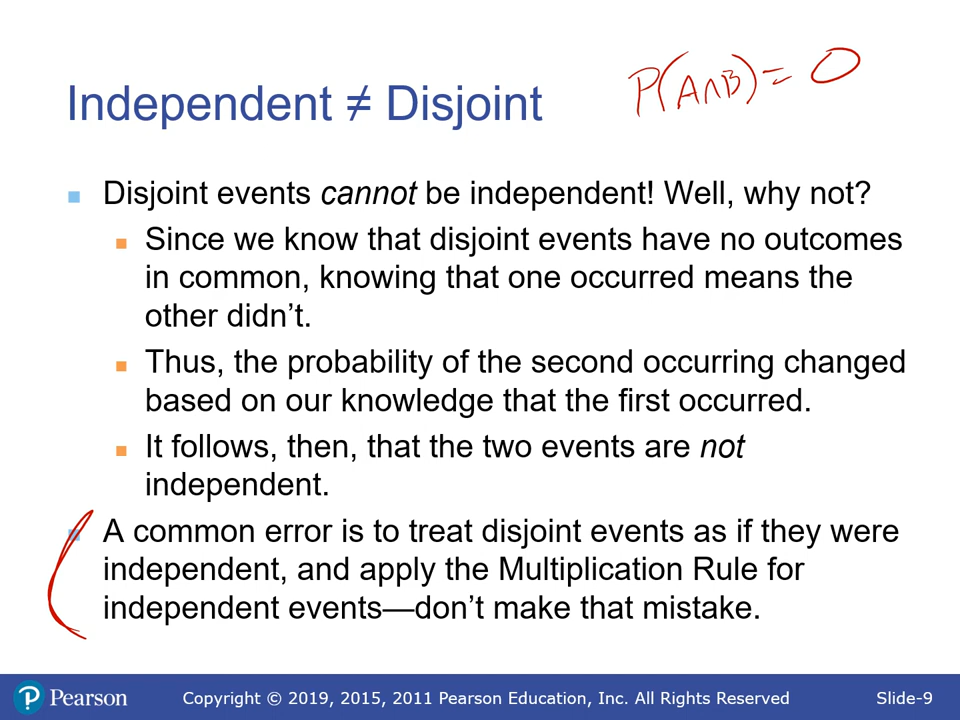 P(A∩B) = 0
Independent ≠ Disjoint
Disjoint events cannot be independent! Well, why not?
Since we know that disjoint events have no outcomes
in common, knowing that one occurred means the
other didn’t.
Thus, the probability of the second occurring changed
based on our knowledge that the first occurred.
It follows, then, that the two events are not
independent.
A common error is to treat disjoint events as if they were
independent, and apply the Multiplication Rule for
independent events—don’t make that mistake.
P Pearson
Copyright © 2019, 2015, 2011 Pearson Education, Inc. All Rights Reserved
Slide-9